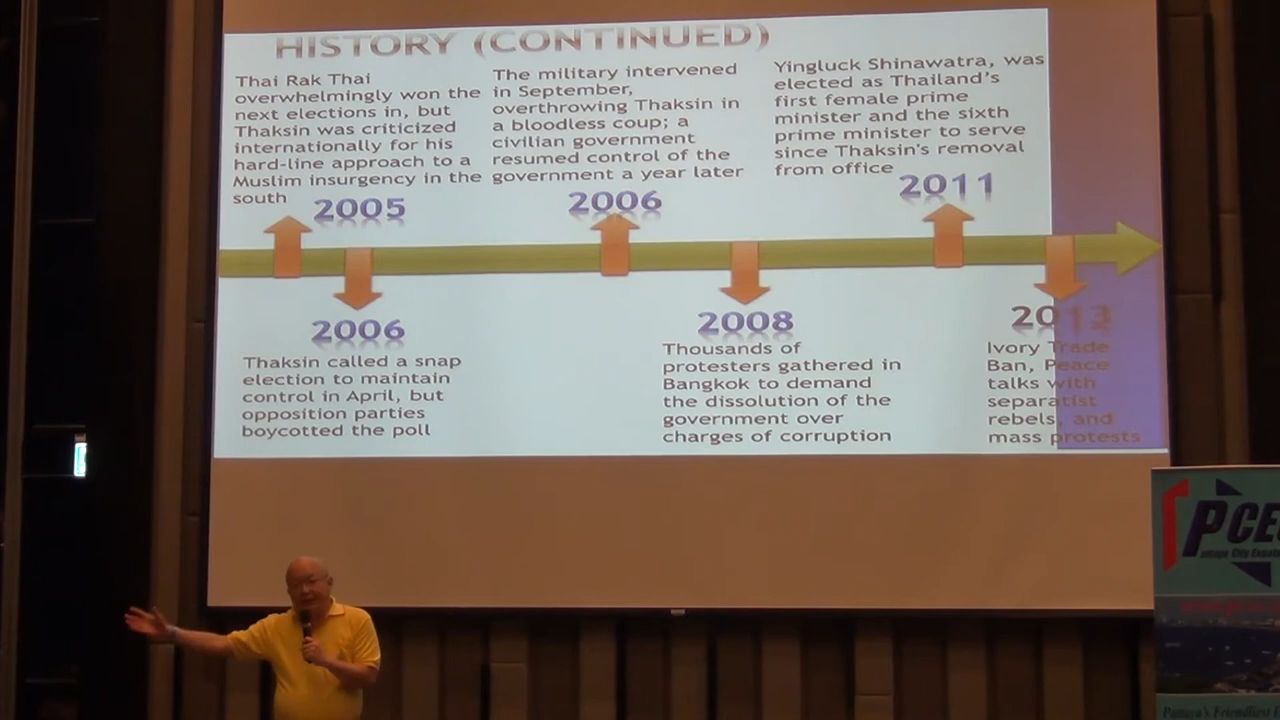 HISTORY (CONTINUED)
Thai Rak Thai
overwhelmingly won the
next elections in, but
Thaksin was criticized
internationally for his
hard-line approach to a
Muslim insurgency in the
south
2005
The military intervened
in September,
overthrowing Thaksin in
a bloodless coup; a
civilian government
resumed control of the
government a year later
2006
Yingluck Shinawatra, was
elected as Thailand's
first female prime
minister and the sixth
prime minister to serve
since Thaksin's removal
from office
2011
2006
Thaksin called a snap
election to maintain
control in April, but
opposition parties
boycotted the poll
2008
Thousands of
protesters gathered in
Bangkok to demand
the dissolution of the
government over
charges of corruption
2013
Ivory Trade
Ban, Peace
talks with
separatist
rebels, and
mass protests
PCE
City
Pattaya's Friendliest